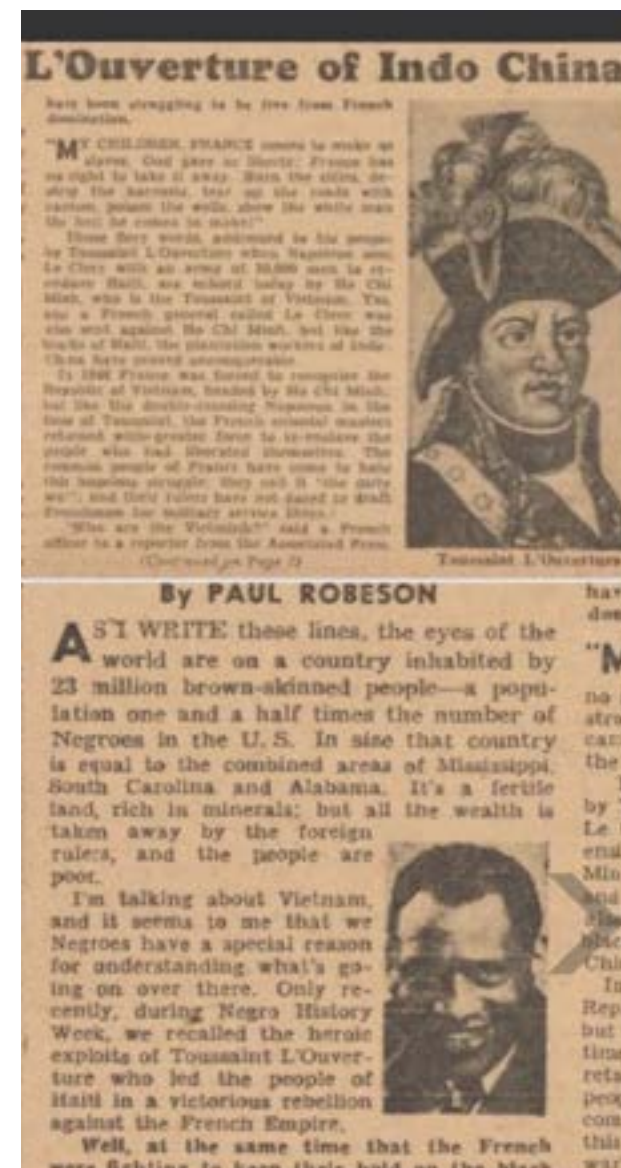 L'Ouverture of Indo China
have been struggling to be free from French
domination.
"MY CHILDREN, FRANCE comes to make us
slaves. God gave us liberty; France has
no right to take it away. Burn the cities, de-
stroy the harvests, tear up the roads with
cannon, poison the wells, show the white man
the hell he comes to make!"
These fiery words, addressed to his people
by Toussaint L'Ouverture when Napoleon sent
Le Clerc with an army of 30,000 men to re-
enslave Haiti, are echoed today by Ho Chi
Minh, who is the Toussaint of Vietnam. Yes,
and a French general called Le Clerc was
also sent against Ho Chi Minh, but like the
blacks of Haiti, the plantation workers of Indo-
China have proved unconquerable.
In 1946 France was forced to recognize the
Republic of Vietnam, headed by Ho Chi Minh,
but like the double-crossing Napoleon in the
time of Toussaint, the French colonial masters
returned with greater force to re-enslave the
people who had liberated themselves. The
common people of France have come to hate
this struggle; they call it "the dirty
war"; and their rulers have not dared to draft
Frenchmen for military service there.
"Who are the Vietminh?" said a French
officer to a reporter from the Associated Press.
(Continued on Page 7)
Toussaint L'Ouverture
By PAUL ROBESON
AS I WRITE these lines, the eyes of the
world are on a country inhabited by
23 million brown-skinned people—a popu-
lation one and a half times the number of
Negroes in the U. S. In size that country
is equal to the combined areas of Mississippi,
South Carolina and Alabama. It's a fertile
land, rich in minerals; but all the wealth is
taken away by the foreign
rulers, and the people are
poor.
I'm talking about Vietnam,
and it seems to me that we
Negroes have a special reason
for understanding what's go-
ing on over there. Only re-
cently, during Negro History
Week, we recalled the heroic
exploits of Toussaint L'Ouver-
ture who led the people of
Haiti in a victorious rebellion
against the French Empire.
Well, at the same time that the French
were fighting to keep their hold on the